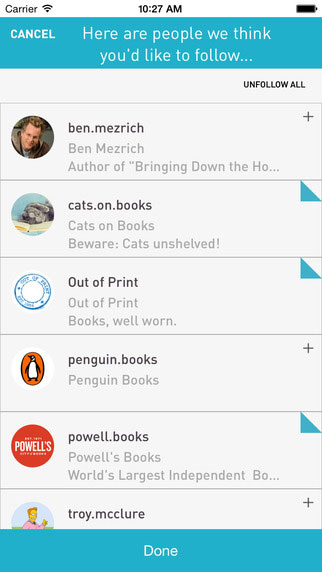 Carrier 10:27 AM
CANCEL
Here are people we think
you'd like to follow...
UNFOLLOW ALL
ben.mezrich
Ben Mezrich
Author of "Bringing Down the Ho...
cats.on.books
Cats on Books
Beware: Cats unshelved!
OUT OF PRINT
Out of Print
Out of Print
Books, well worn.
penguin.books
Penguin Books
powell.books
POWELL'S
Powell's Books
World's Largest Independent Bo...
troy.mcclure
Done